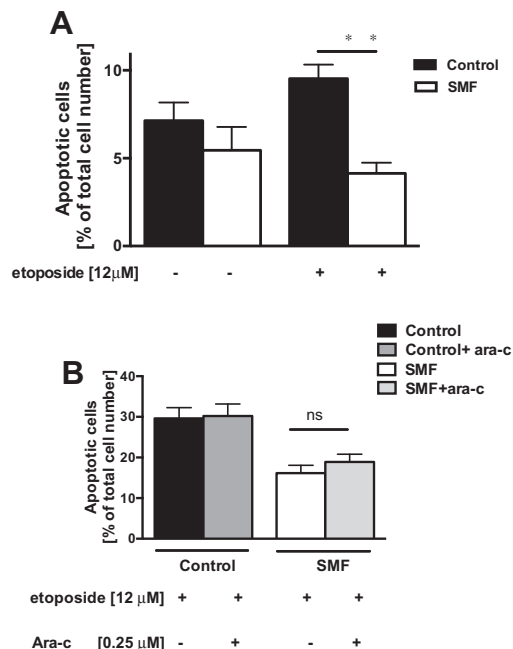 A
* *
Control
SMF
Apoptotic cells
[% of total cell number]
10
5
0
etoposide [12μM] - - + +
Control
Control+ ara-c
SMF
SMF+ara-c
B
Apoptotic cells
[% of total cell number]
40
30
20
10
0
ns
Control SMF
etoposide [12 μM] + + + +
Ara-c [0.25 μM] - + - +